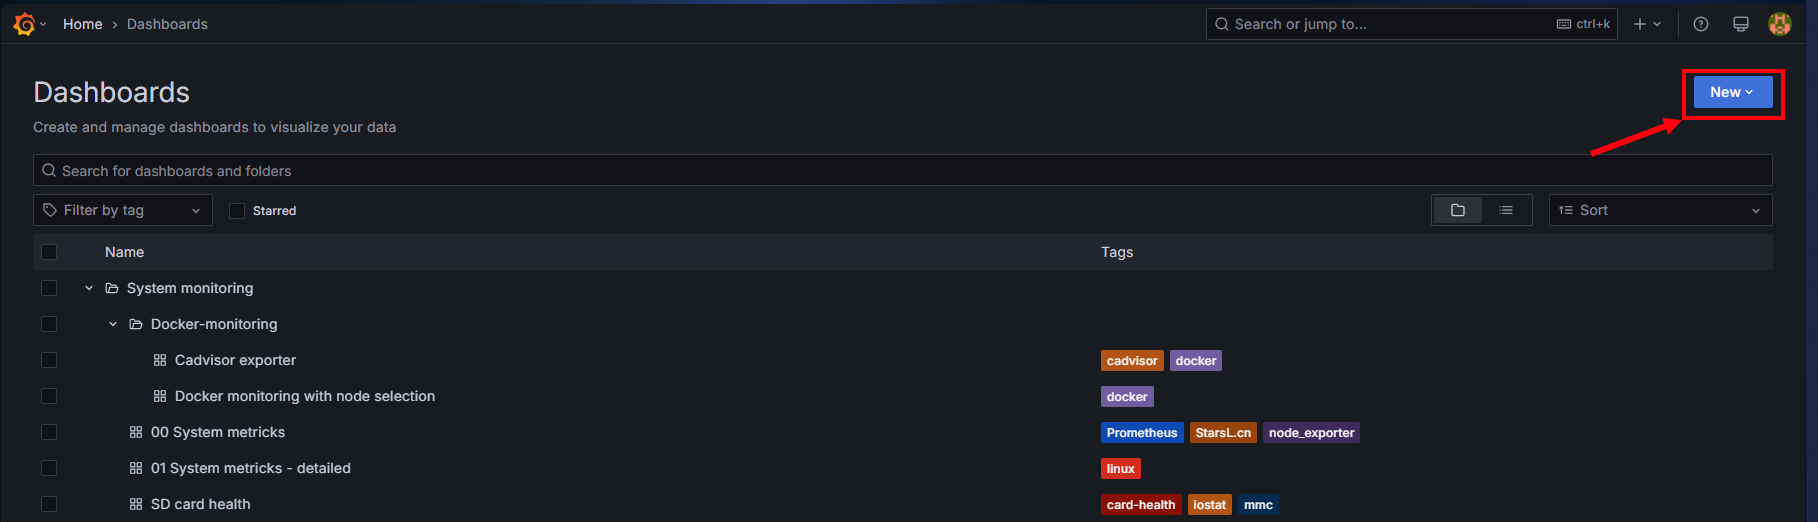 Home › Dashboards
Search or jump to... ctrl+k
Dashboards
New
Create and manage dashboards to visualize your data
Search for dashboards and folders
Filter by tag Starred Sort
Name Tags
System monitoring
Docker-monitoring
Cadvisor exporter cadvisor docker
Docker monitoring with node selection docker
00 System metricks Prometheus StarsL.cn node_exporter
01 System metricks - detailed linux
SD card health card-health iostat mmc